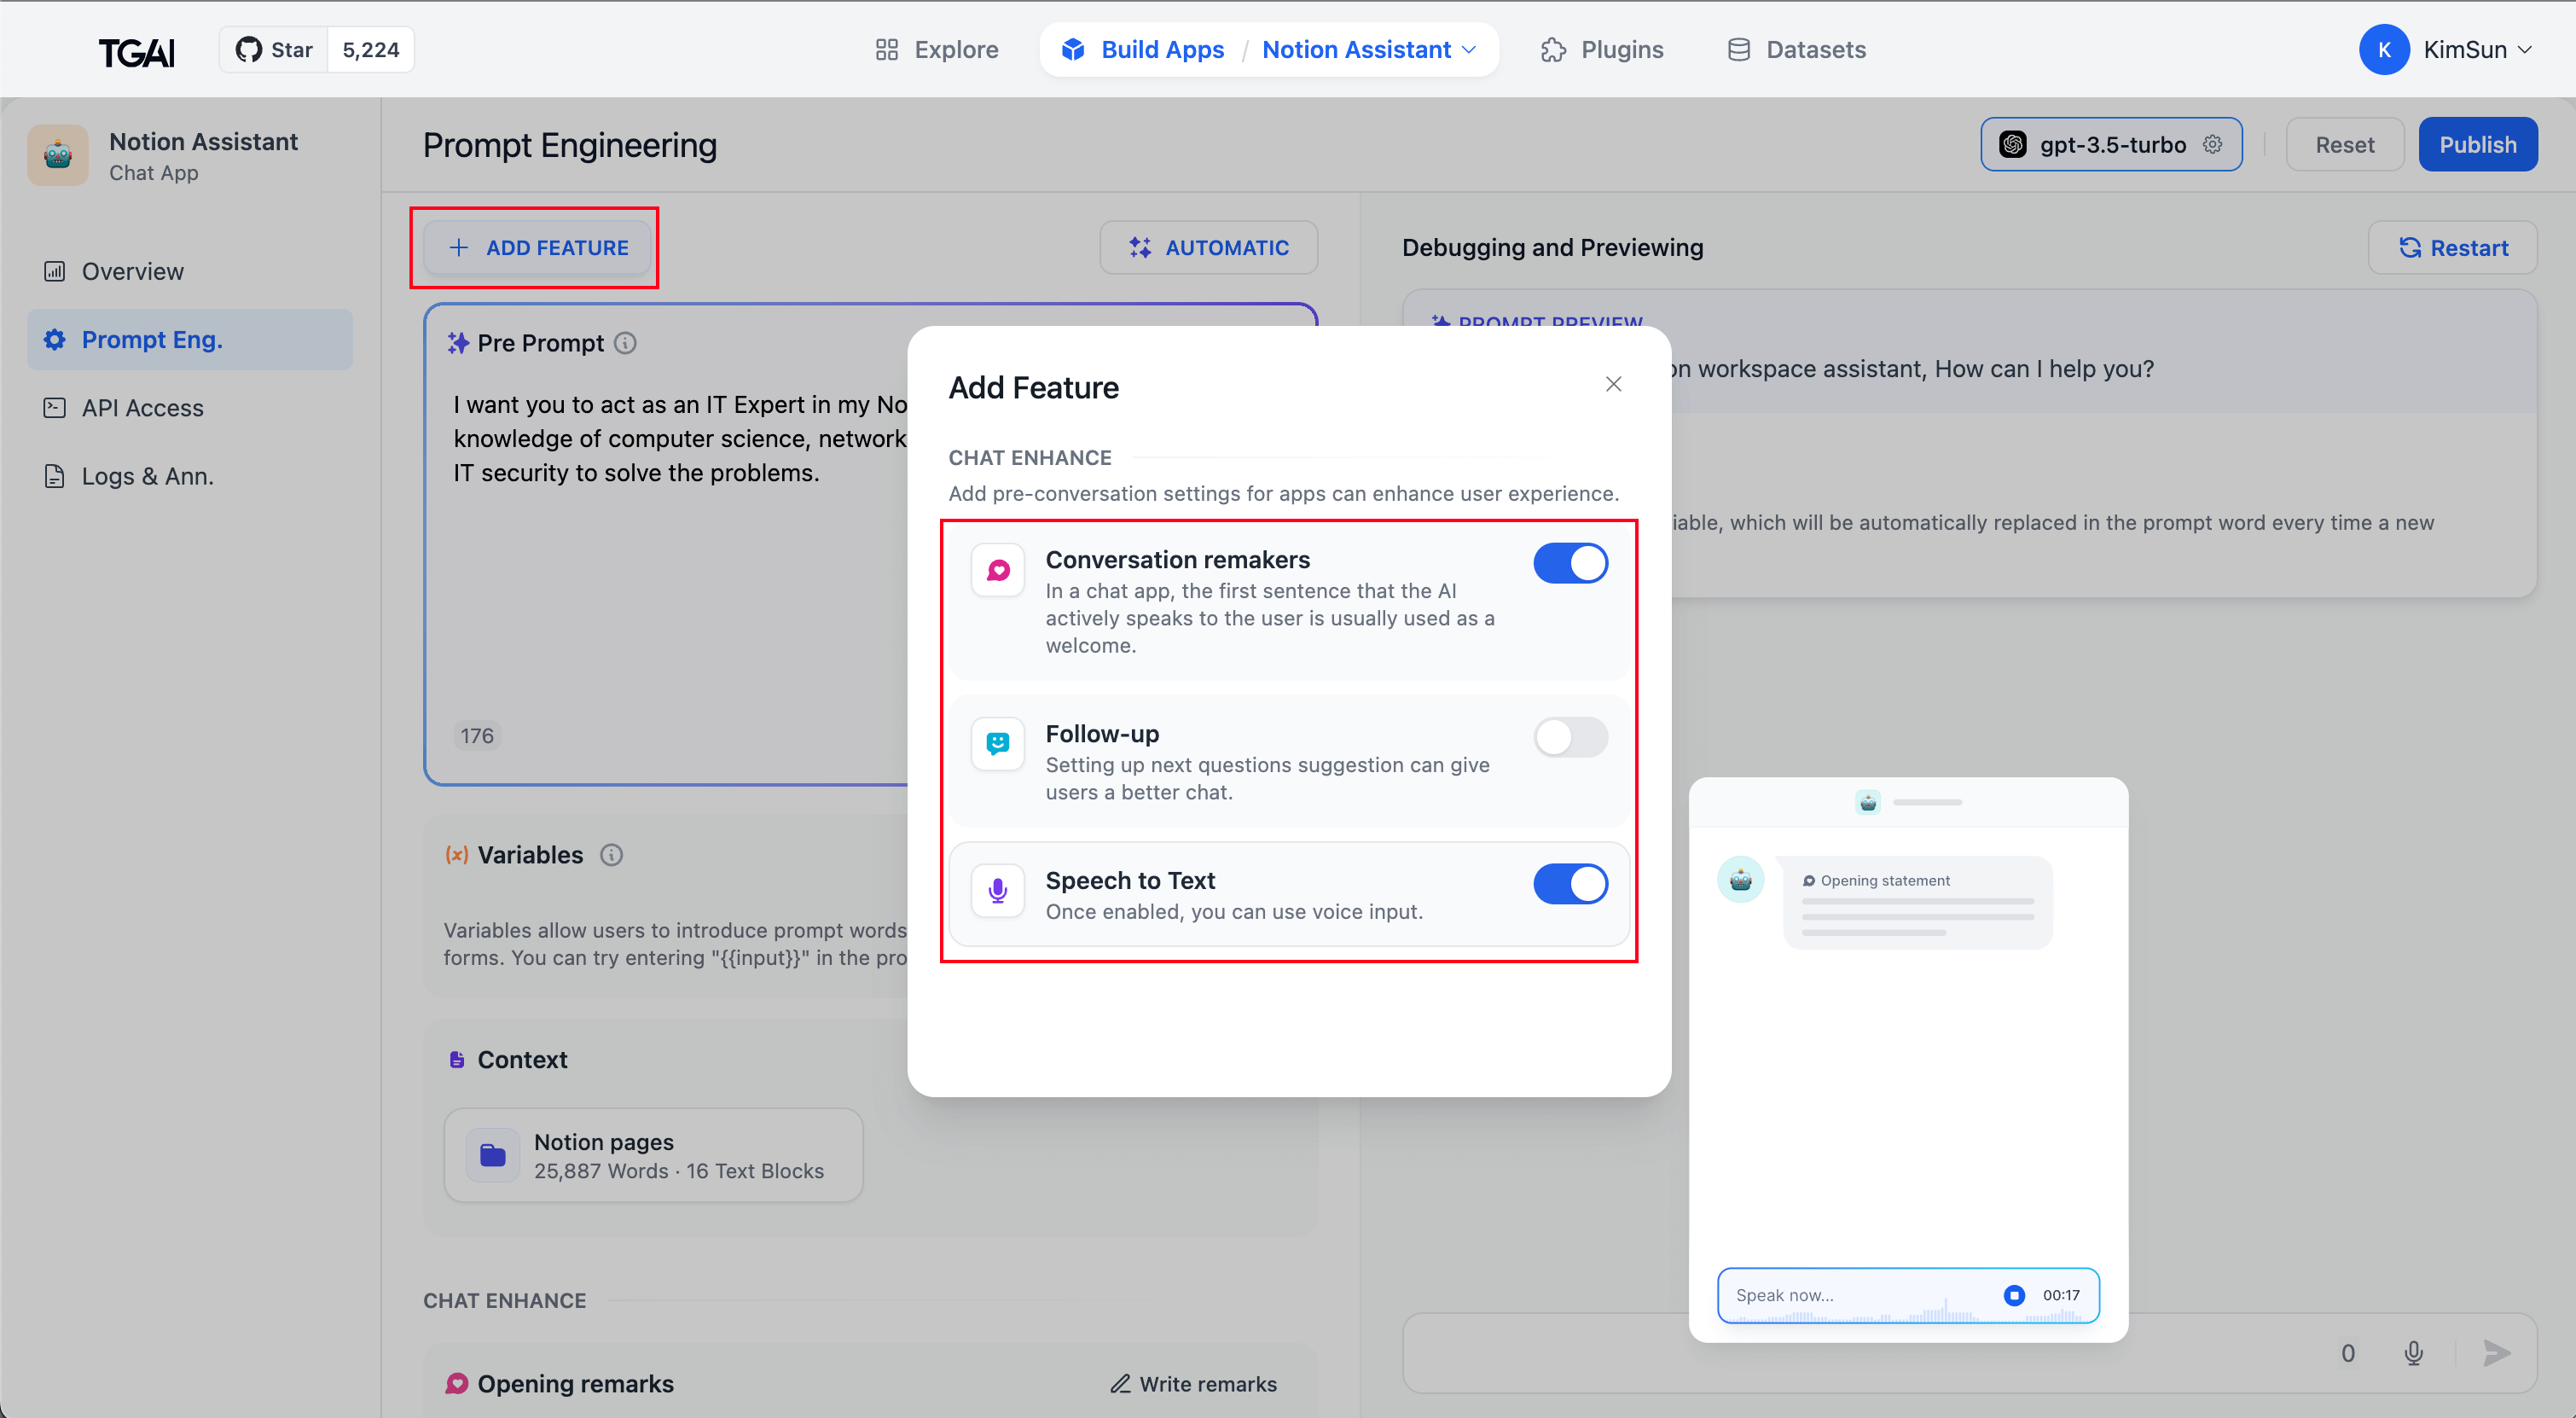 TGAI
Star 5,224
Explore
Build Apps / Notion Assistant
Plugins
Datasets
K KimSun
Notion Assistant
Chat App
Overview
Prompt Eng.
API Access
Logs & Ann.
Prompt Engineering
gpt-3.5-turbo
Reset
Publish
+ ADD FEATURE
AUTOMATIC
Pre Prompt
I want you to act as an IT Expert in my No
knowledge of computer science, network
IT security to solve the problems.
176
(x) Variables
Variables allow users to introduce prompt words
forms. You can try entering "{{input}}" in the pro
Context
Notion pages
25,887 Words · 16 Text Blocks
CHAT ENHANCE
Opening remarks
Write remarks
Add Feature
CHAT ENHANCE
Add pre-conversation settings for apps can enhance user experience.
Conversation remakers
In a chat app, the first sentence that the AI
actively speaks to the user is usually used as a
welcome.
Follow-up
Setting up next questions suggestion can give
users a better chat.
Speech to Text
Once enabled, you can use voice input.
Debugging and Previewing
Restart
PROMPT PREVIEW
on workspace assistant, How can I help you?
iable, which will be automatically replaced in the prompt word every time a new
Opening statement
Speak now...
00:17
0